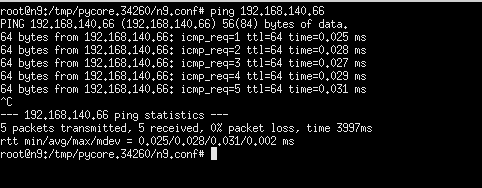 root@n9:/tmp/pycore.34260/n9.conf# ping 192.168.140.66
PING 192.168.140.66 (192.168.140.66) 56(84) bytes of data.
64 bytes from 192.168.140.66: icmp_req=1 ttl=64 time=0.025 ms
64 bytes from 192.168.140.66: icmp_req=2 ttl=64 time=0.028 ms
64 bytes from 192.168.140.66: icmp_req=3 ttl=64 time=0.027 ms
64 bytes from 192.168.140.66: icmp_req=4 ttl=64 time=0.029 ms
64 bytes from 192.168.140.66: icmp_req=5 ttl=64 time=0.031 ms
^C
--- 192.168.140.66 ping statistics ---
5 packets transmitted, 5 received, 0% packet loss, time 3997ms
rtt min/avg/max/mdev = 0.025/0.028/0.031/0.002 ms
root@n9:/tmp/pycore.34260/n9.conf#